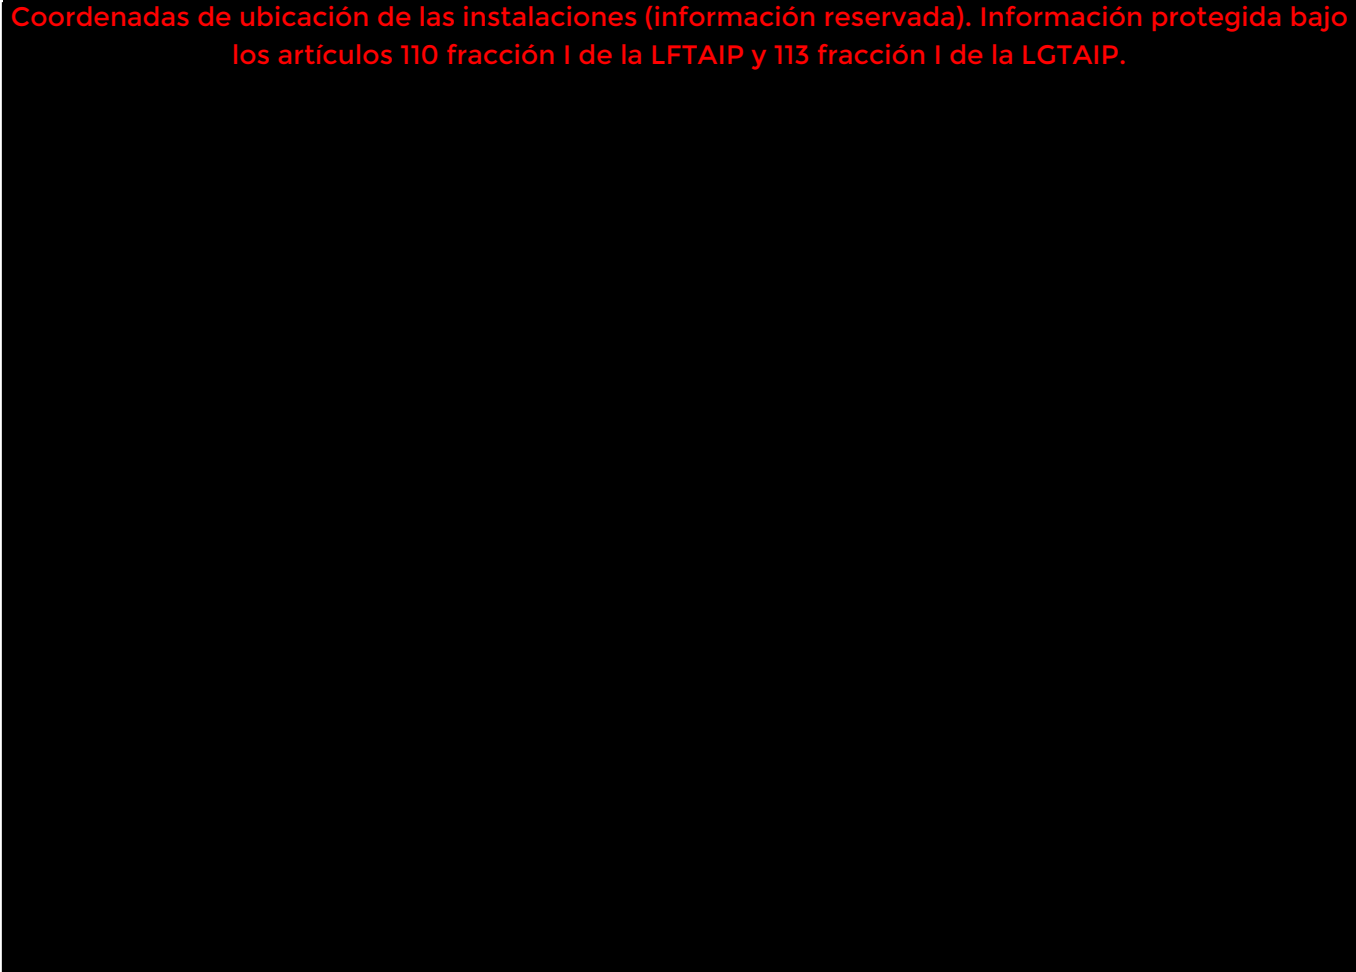 Coordenadas de ubicación de las instalaciones (información reservada). Información protegida bajo
los artículos 110 fracción I de la LFTAIP y 113 fracción I de la LGTAIP.